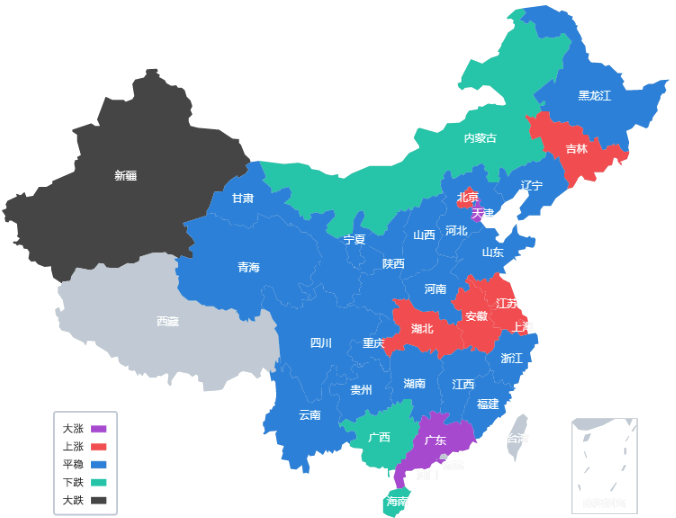 黑龙江
内蒙古
吉林
新疆
辽宁
甘肃
北京
天津
河北
山西
宁夏
山东
陕西
青海
河南
江苏
安徽
西藏
上海
湖北
四川
重庆
浙江
湖南
江西
贵州
福建
云南
广西
广东
台湾
海南
大涨
上涨
平稳
下跌
大跌